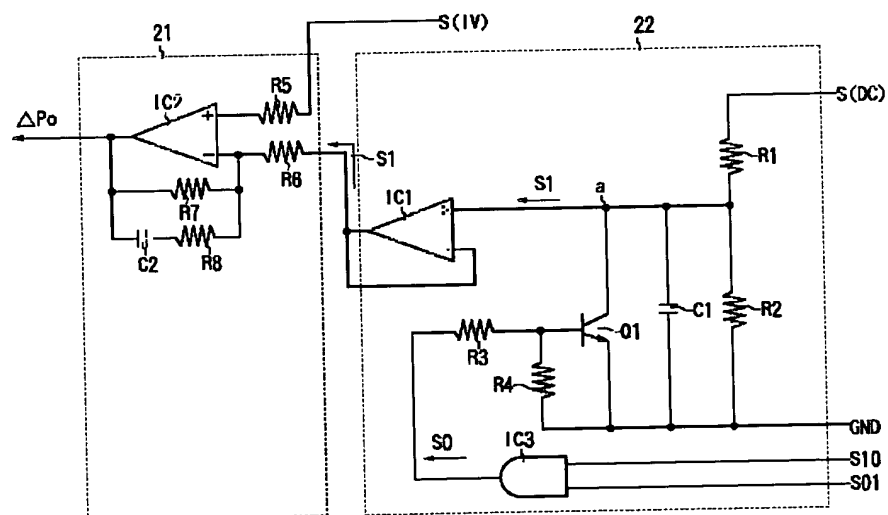 21
S(IV)
22
R5
S(DC)
IC2
+
ΔPo
−
R6
S1
R1
IC1
S1
a
R7
C2
R8
C1
R2
R3
Q1
R4
GND
S0
IC3
S10
S01